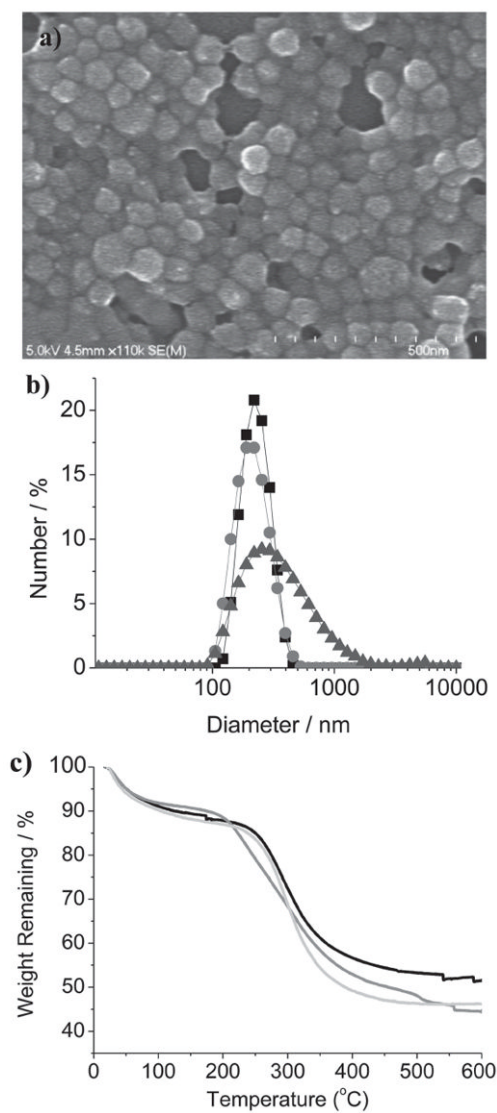 a)
5.0kV 4.5mm x110k SE(M) 500nm
b)
20
15
10
5
0
Number / %
100 1000 10000
Diameter / nm
c)
100
90
80
70
60
50
40
Weight Remaining / %
0 100 200 300 400 500 600
Temperature (°C)